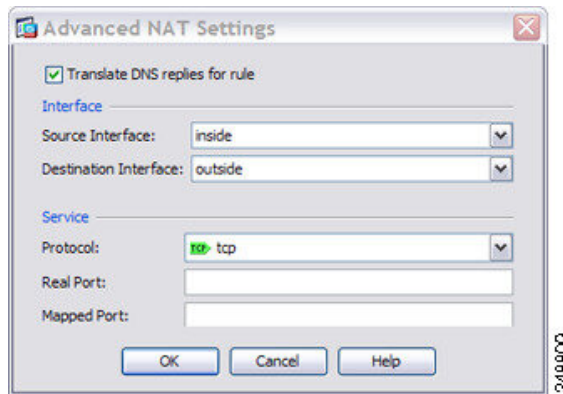 Advanced NAT Settings
Translate DNS replies for rule
Interface
Source Interface: inside
Destination Interface: outside
Service
Protocol: TCP tcp
Real Port:
Mapped Port:
OK Cancel Help